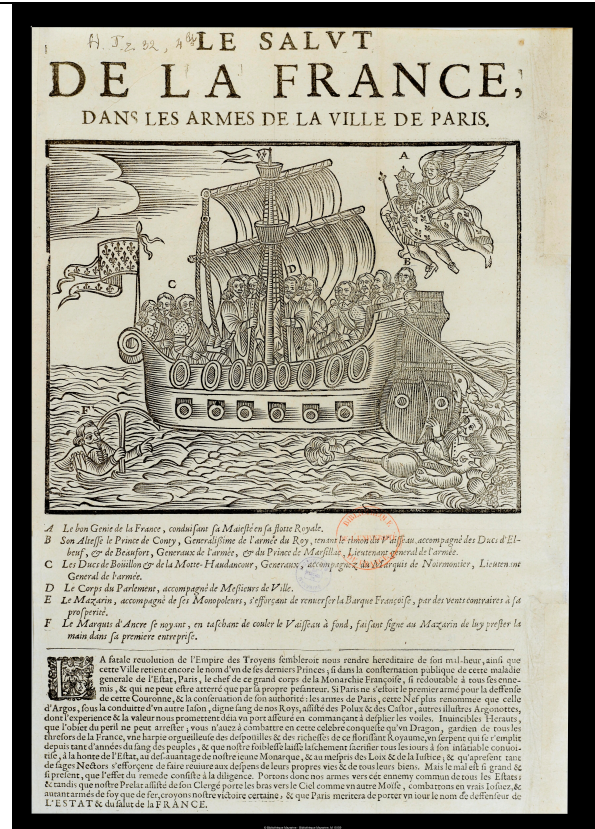 H. F. 2. 32, 4
LE SALVT
DE LA FRANCE,
DANS LES ARMES DE LA VILLE DE PARIS.
A
B
C
D
E
F
A Le bon Genie de la France, conduisant sa Maiesté en sa flotte Royale.
B Son Altesse le Prince de Conty, Generalissime de l'armée du Roy, tenant le timon du Vaisseau, accompagné des Ducs d'El-
beuf, & de Beaufort, Generaux de l'armée, & du Prince de Marsillac, Lieutenant general de l'armée.
C Les Ducs de Boüillon & de la Motte-Haudancour, Generaux, accompagnez du Marquis de Noirmontier, Lieutenant
General de l'armée.
D Le Corps du Parlement, accompagné de Messieurs de Ville.
E Le Mazarin, accompagné de ses Monopoleurs, s'efforçant de renuerser la Barque Françoise, par des vents contraires à sa
prosperité.
F Le Marquis d'Ancre se noyant, en taschant de couler le Vaisseau à fond, faisant signe au Mazarin de luy prester la
main dans sa premiere entreprise.
LA fatale reuolution de l'Empire des Troyens sembleroit nous rendre hereditaire de son mil-heur, ainsi que
cette Ville retient encore le nom d'vn de ses derniers Princes; si dans la consternation publique de cette maladie
generale de l'Estat, Paris, le chef de ce grand corps de la Monarchie Françoise, si redoutable à tous ses enne-
mis, & qui ne peut estre atterré que par sa propre pesanteur. Si Paris ne s'estoit le premier armé pour la deffense
de cette Couronne, & la conseruation de son authorité: les armes de Paris, cette Nef plus renommée que celle
d'Argos, sous la conduitte d'vn autre Iason, digne sang de nos Roys, assisté des Polux & des Castor, autres illustres Argonottes,
dont l'experience & la valeur nous promettent déia vn port asseuré en commançant à desplier les voiles. Inuincibles Herauts,
que l'obiet du peril ne peut arrester; vous n'auez à combattre en cette celebre conqueste qu'vn Dragon, gardien de tous les
thresors de la France, vne harpie orgueilleuse des despoüilles & des richesses de ce florissant Royaume, vn serpent qui se r'emplit
depuis tant d'années du sang des peuples, & que nostre foiblesse laisse laschement sacrifier tous les iours à son insatiable conuoi-
tise, à la honte de l'Estat, au des-auantage de nostre ieune Monarque, & au mespris des Loix & de la Iustice; & qu'apresent tant
de sages Nectors s'efforcent de faire reuiure aux despens de leurs propres vies & de tous leurs biens. Mais le mal est si grand &
si present, que l'effet du remede consiste à la diligence. Portons donc nos armes vers cét ennemy commun de tous les Estats
& tandis que nostre Prelat assisté de son Clergé porte les bras vers le Ciel comme vn autre Moïse, combattons en vrais Iosuez, &
autant armés de foy que de fer, croyons nostre victoire certaine, & que Paris meritera de porter vn iour le nom de deffenseur de
L'ESTAT & du salut de la FRANCE.